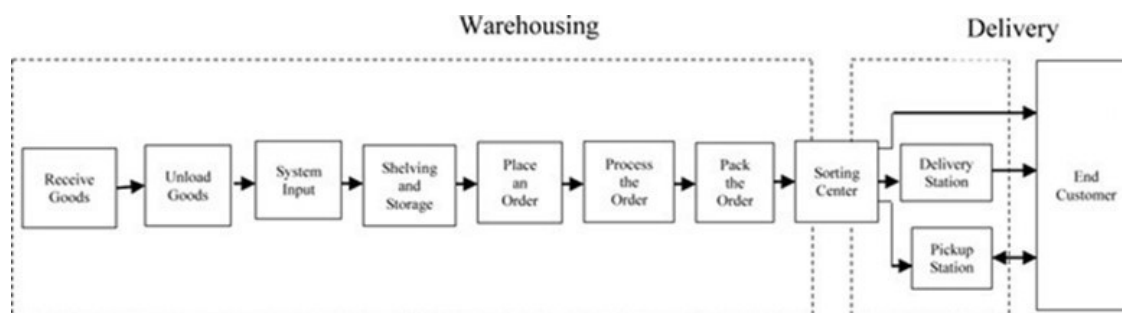 Warehousing
Delivery
Receive
Goods
Unload
Goods
System
Input
Shelving
and
Storage
Place
an
Order
Process
the
Order
Pack
the
Order
Sorting
Center
Delivery
Station
Pickup
Station
End
Customer